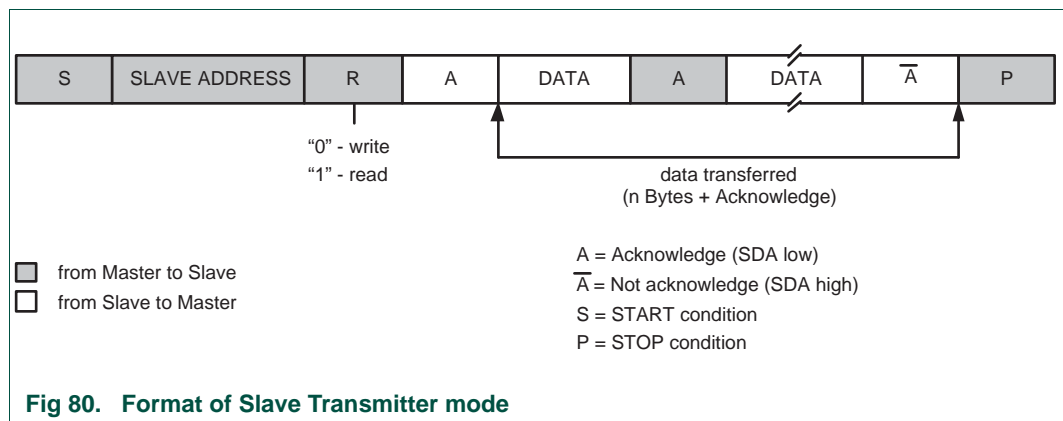 S SLAVE ADDRESS R A DATA A DATA A̅ P
“0” - write
“1” - read
data transferred
(n Bytes + Acknowledge)
A = Acknowledge (SDA low)
A̅ = Not acknowledge (SDA high)
S = START condition
P = STOP condition
from Master to Slave
from Slave to Master
Fig 80. Format of Slave Transmitter mode